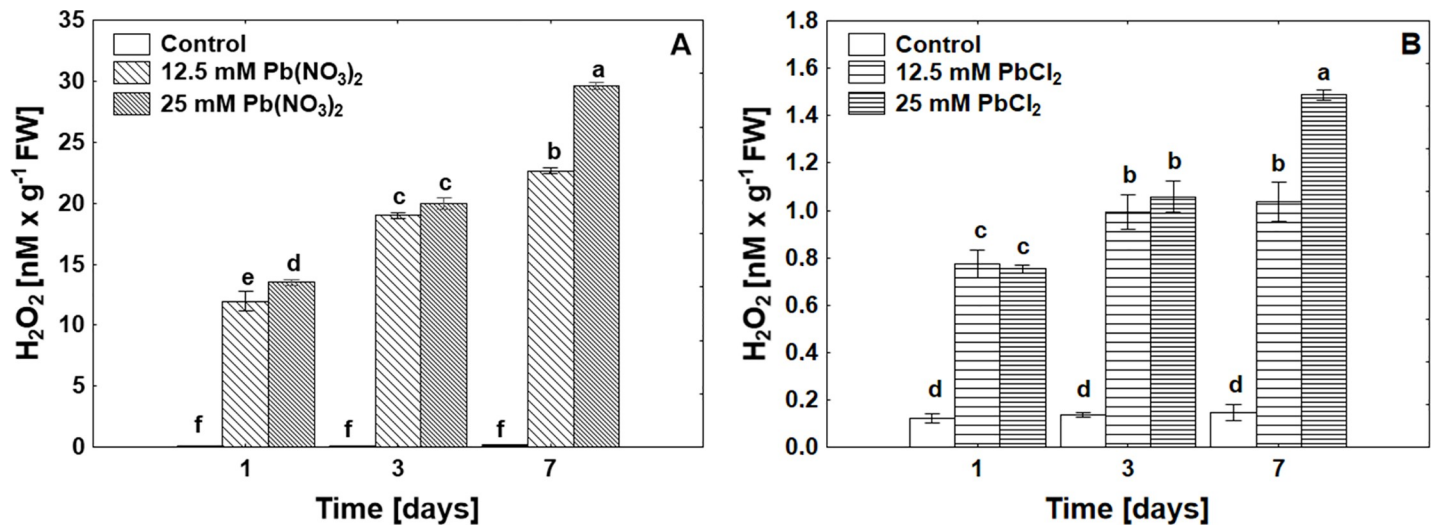 A
Control
12.5 mM Pb(NO₃)₂
25 mM Pb(NO₃)₂
H₂O₂ [nM x g⁻¹ FW]
35
30
25
20
15
10
5
0
f
e
d
f
c
c
f
b
a
1
3
7
Time [days]
B
Control
12.5 mM PbCl₂
25 mM PbCl₂
H₂O₂ [nM x g⁻¹ FW]
1.8
1.6
1.4
1.2
1.0
0.8
0.6
0.4
0.2
0.0
d
c
c
d
b
b
d
b
a
1
3
7
Time [days]